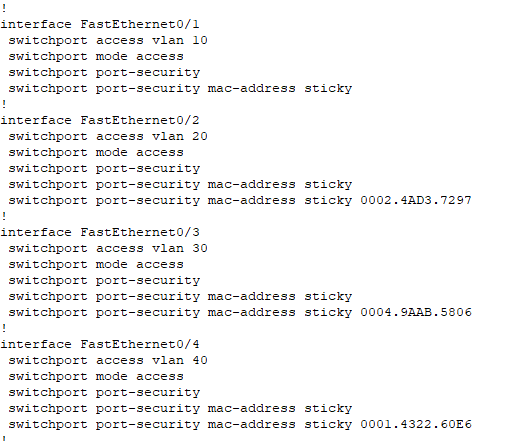 !
interface FastEthernet0/1
switchport access vlan 10
switchport mode access
switchport port-security
switchport port-security mac-address sticky
!
interface FastEthernet0/2
switchport access vlan 20
switchport mode access
switchport port-security
switchport port-security mac-address sticky
switchport port-security mac-address sticky 0002.4AD3.7297
!
interface FastEthernet0/3
switchport access vlan 30
switchport mode access
switchport port-security
switchport port-security mac-address sticky
switchport port-security mac-address sticky 0004.9AAB.5806
!
interface FastEthernet0/4
switchport access vlan 40
switchport mode access
switchport port-security
switchport port-security mac-address sticky
switchport port-security mac-address sticky 0001.4322.60E6
!